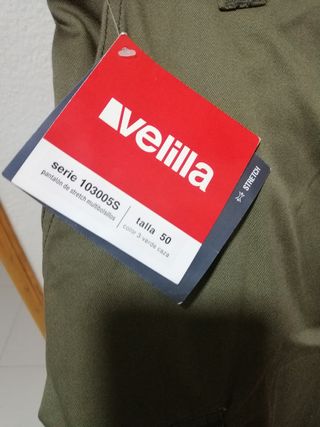 velilla
serie 103005S
pantalón de stretch multibolsillos
talla 50
color 3 verde caza
STRETCH